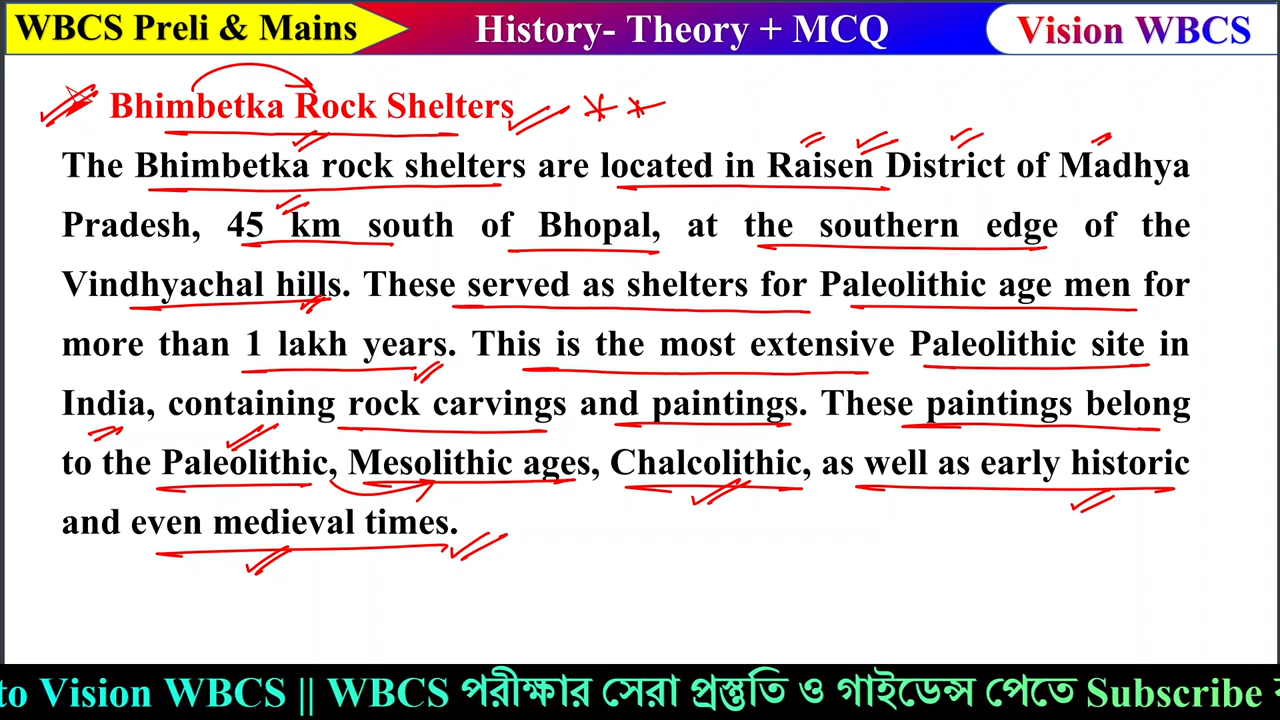 WBCS Preli & Mains
History- Theory + MCQ
Vision WBCS
Bhimbetka Rock Shelters
The Bhimbetka rock shelters are located in Raisen District of Madhya
Pradesh, 45 km south of Bhopal, at the southern edge of the
Vindhyachal hills. These served as shelters for Paleolithic age men for
more than 1 lakh years. This is the most extensive Paleolithic site in
India, containing rock carvings and paintings. These paintings belong
to the Paleolithic, Mesolithic ages, Chalcolithic, as well as early historic
and even medieval times.
to Vision WBCS || WBCS পরীক্ষার সেরা প্রস্তুতি ও গাইডেন্স পেতে Subscribe